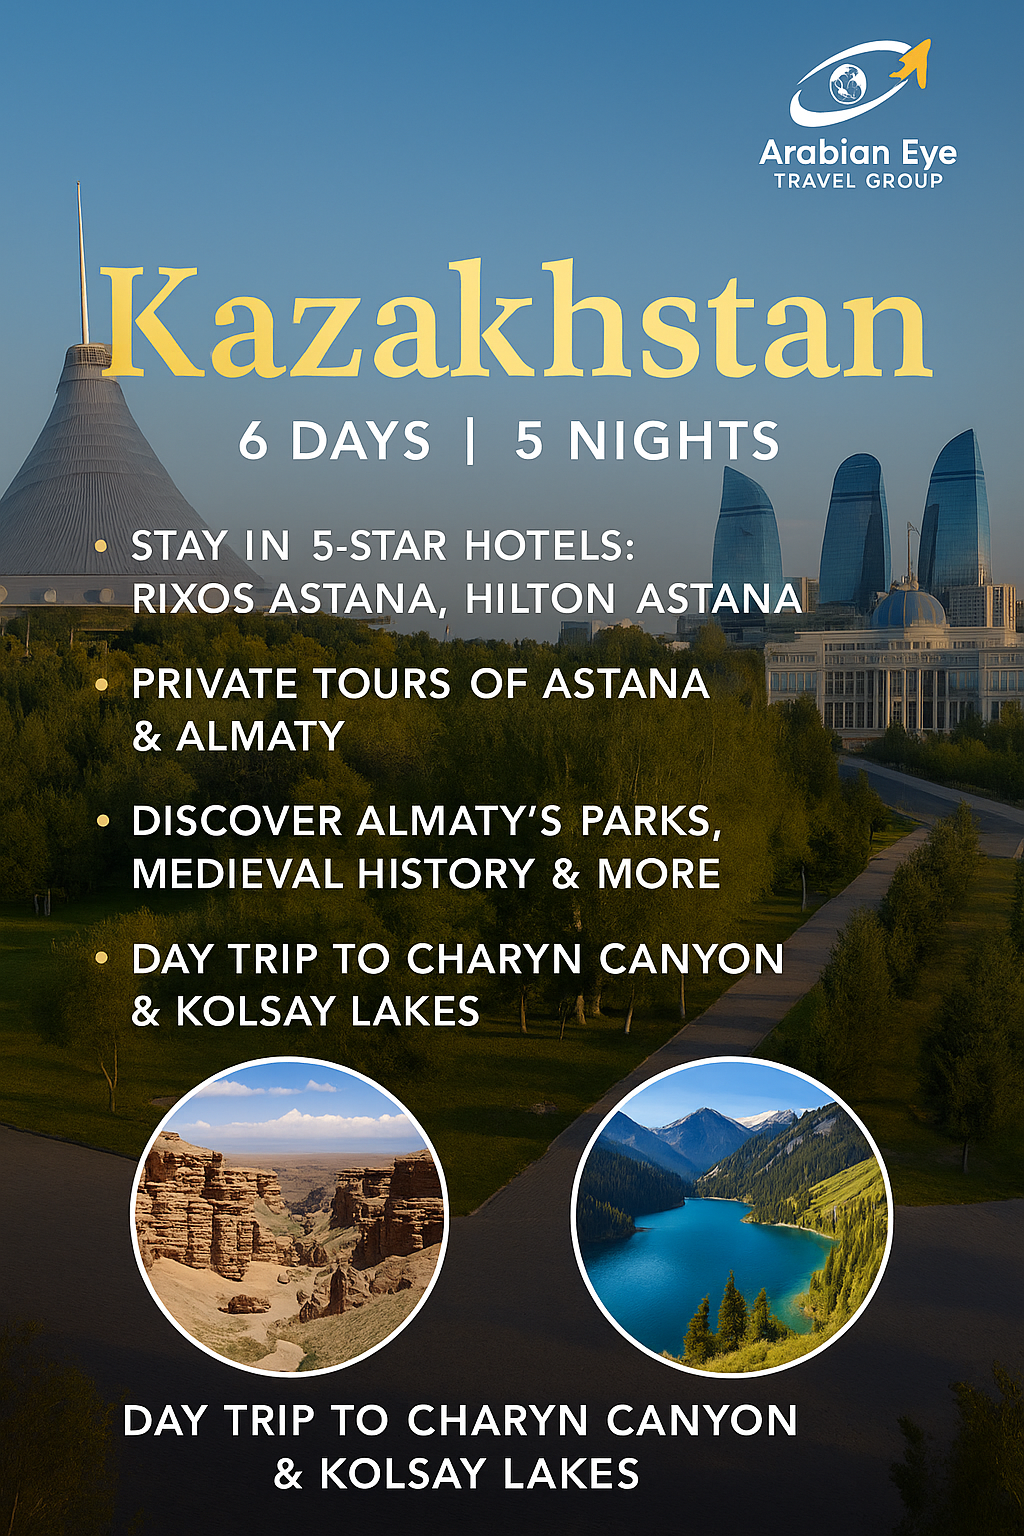 Arabian Eye
TRAVEL GROUP
Kazakhstan
6 DAYS | 5 NIGHTS
• STAY IN 5-STAR HOTELS:
RIXOS ASTANA, HILTON ASTANA
• PRIVATE TOURS OF ASTANA
& ALMATY
• DISCOVER ALMATY’S PARKS,
MEDIEVAL HISTORY & MORE
• DAY TRIP TO CHARYN CANYON
& KOLSAY LAKES
DAY TRIP TO CHARYN CANYON
& KOLSAY LAKES